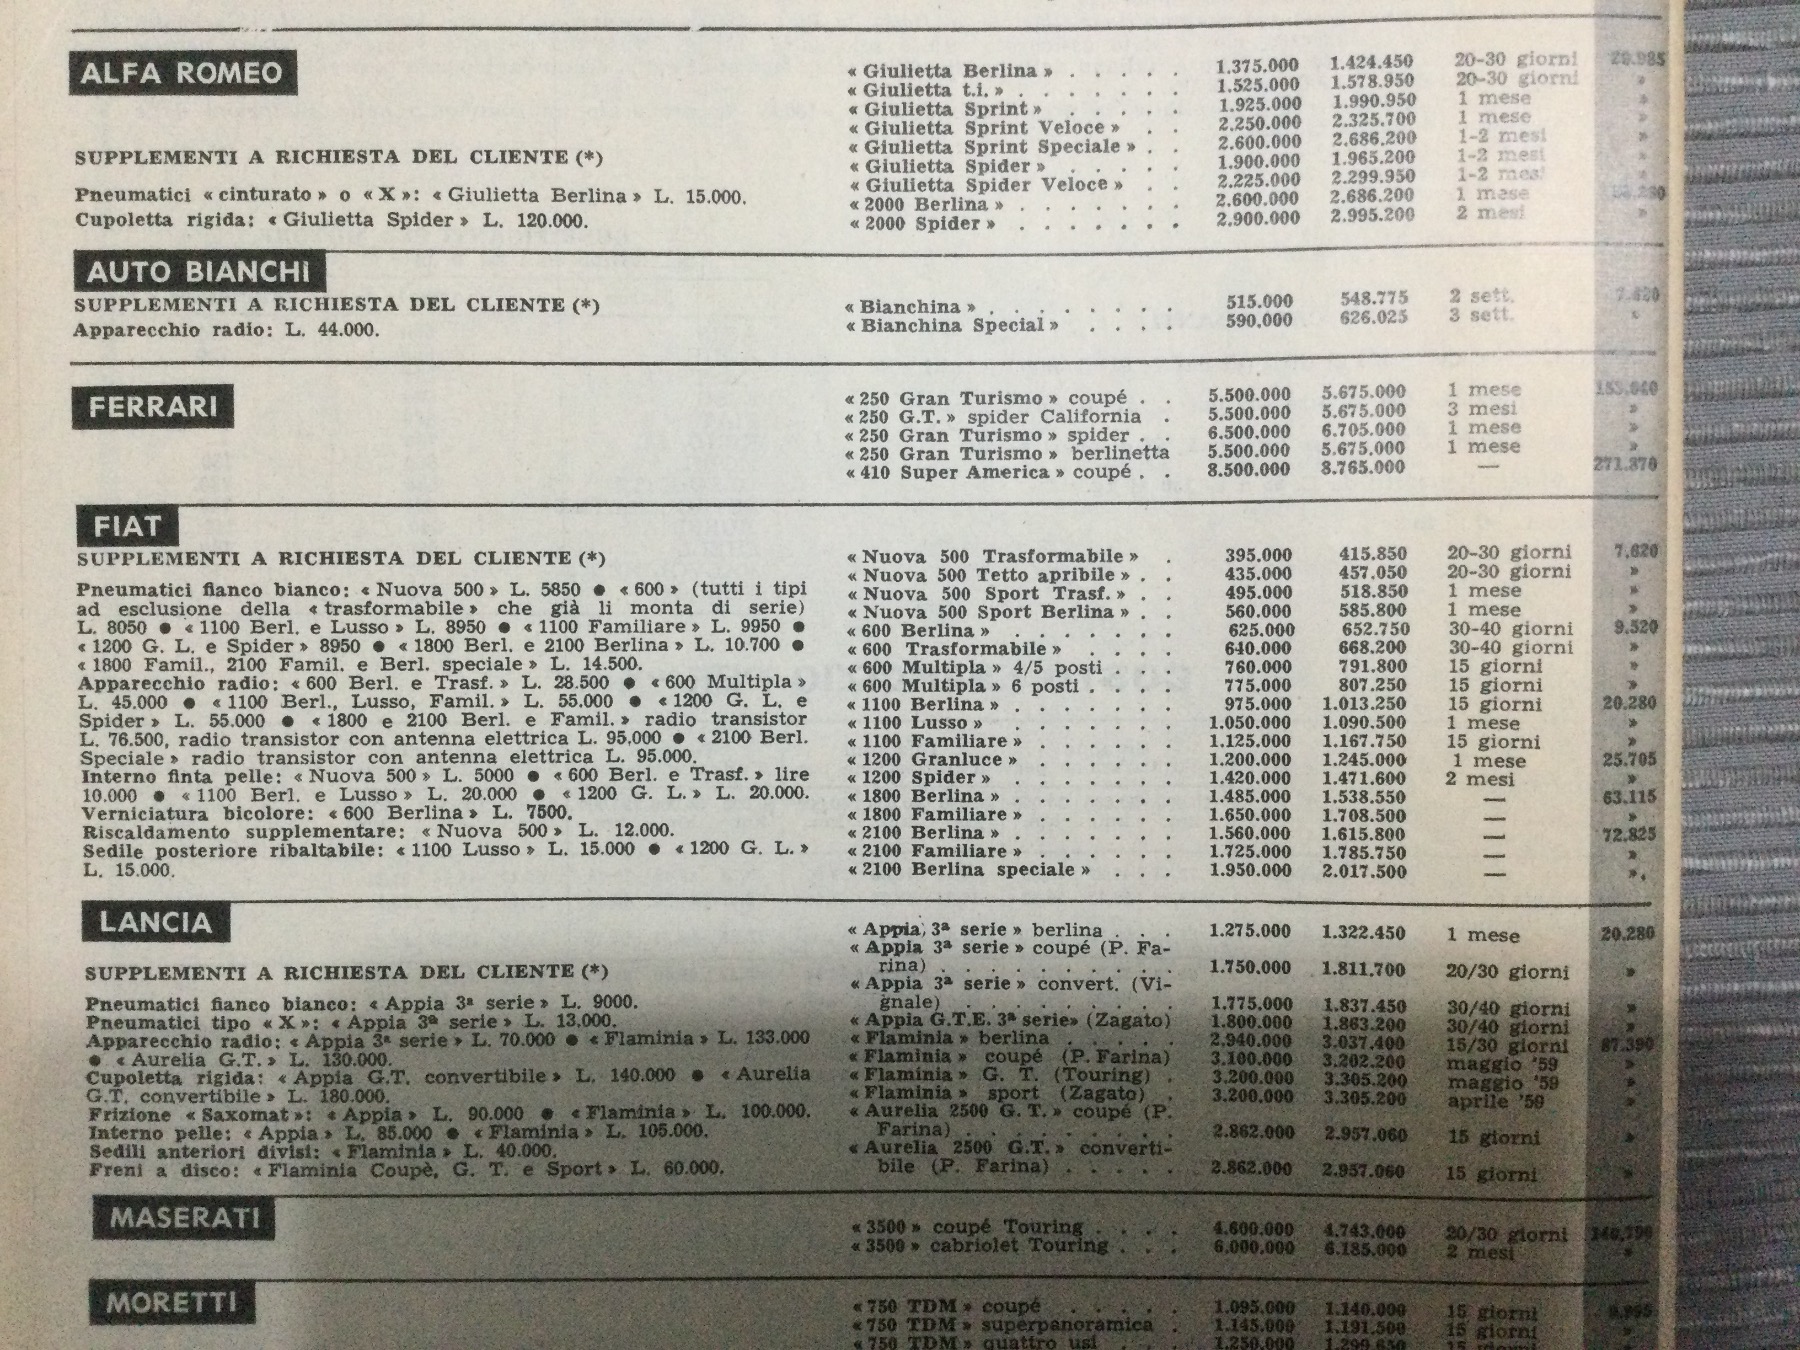 ALFA ROMEO
SUPPLEMENTI A RICHIESTA DEL CLIENTE (*)
Pneumatici « cinturato » o « X »: « Giulietta Berlina » L. 15.000.
Cupoletta rigida: « Giulietta Spider » L. 120.000.
« Giulietta Berlina » . . . . . 1.375.000 1.424.450 20-30 giorni 20.985
« Giulietta t.i. » . . . . . . . 1.525.000 1.578.950 20-30 giorni »
« Giulietta Sprint » . . . . . 1.925.000 1.990.950 1 mese »
« Giulietta Sprint Veloce » . . 2.250.000 2.325.700 1 mese »
« Giulietta Sprint Speciale » . . 2.600.000 2.686.200 1-2 mesi »
« Giulietta Spider » . . . . . 1.900.000 1.965.200 1-2 mesi »
« Giulietta Spider Veloce » . . 2.225.000 2.299.950 1-2 mesi »
« 2000 Berlina » . . . . . . . 2.600.000 2.686.200 1 mese
« 2000 Spider » . . . . . . . 2.900.000 2.995.200 2 mesi »
AUTO BIANCHI
SUPPLEMENTI A RICHIESTA DEL CLIENTE (*)
Apparecchio radio: L. 44.000.
« Bianchina » . . . . . . . . 515.000 548.775 2 sett. 7.620
« Bianchina Special » . . . . 590.000 626.025 3 sett. »
FERRARI
« 250 Gran Turismo » coupé . . 5.500.000 5.675.000 1 mese
« 250 G.T. » spider California . 5.500.000 5.675.000 3 mesi »
« 250 Gran Turismo » spider . . 6.500.000 6.705.000 1 mese »
« 250 Gran Turismo » berlinetta 5.500.000 5.675.000 1 mese »
« 410 Super America » coupé . . 8.500.000 8.765.000 — 271.370
FIAT
SUPPLEMENTI A RICHIESTA DEL CLIENTE (*)
Pneumatici fianco bianco: « Nuova 500 » L. 5850 ● « 600 » (tutti i tipi
ad esclusione della « trasformabile » che già li monta di serie)
L. 8050 ● « 1100 Berl. e Lusso » L. 8950 ● « 1100 Familiare » L. 9950 ●
« 1200 G. L. e Spider » 8950 ● « 1800 Berl. e 2100 Berlina » L. 10.700 ●
« 1800 Famil., 2100 Famil. e Berl. speciale » L. 14.500.
Apparecchio radio: « 600 Berl. e Trasf. » L. 28.500 ● « 600 Multipla »
L. 45.000 ● « 1100 Berl., Lusso, Famil. » L. 55.000 ● « 1200 G. L. e
Spider » L. 55.000 ● « 1800 e 2100 Berl. e Famil. » radio transistor
L. 76.500, radio transistor con antenna elettrica L. 95.000 ● « 2100 Berl.
Speciale » radio transistor con antenna elettrica L. 95.000.
Interno finta pelle: « Nuova 500 » L. 5000 ● « 600 Berl. e Trasf. » lire
10.000 ● « 1100 Berl. e Lusso » L. 20.000 ● « 1200 G. L. » L. 20.000.
Verniciatura bicolore: « 600 Berlina » L. 7500.
Riscaldamento supplementare: « Nuova 500 » L. 12.000.
Sedile posteriore ribaltabile: « 1100 Lusso » L. 15.000 ● « 1200 G. L. »
L. 15.000.
« Nuova 500 Trasformabile » . 395.000 415.850 20-30 giorni 7.620
« Nuova 500 Tetto apribile » . . 435.000 457.050 20-30 giorni »
« Nuova 500 Sport Trasf. » . . 495.000 518.850 1 mese »
« Nuova 500 Sport Berlina » . . 560.000 585.800 1 mese »
« 600 Berlina » . . . . . . . 625.000 652.750 30-40 giorni 9.520
« 600 Trasformabile » . . . . 640.000 668.200 30-40 giorni »
« 600 Multipla » 4/5 posti . . . 760.000 791.800 15 giorni »
« 600 Multipla » 6 posti . . . . 775.000 807.250 15 giorni »
« 1100 Berlina » . . . . . . . 975.000 1.013.250 15 giorni 20.280
« 1100 Lusso » . . . . . . . 1.050.000 1.090.500 1 mese »
« 1100 Familiare » . . . . . . 1.125.000 1.167.750 15 giorni »
« 1200 Granluce » . . . . . . 1.200.000 1.245.000 1 mese 25.705
« 1200 Spider » . . . . . . . 1.420.000 1.471.600 2 mesi »
« 1800 Berlina » . . . . . . . 1.485.000 1.538.550 — 63.115
« 1800 Familiare » . . . . . . 1.650.000 1.708.500 — »
« 2100 Berlina » . . . . . . . 1.560.000 1.615.800 — 72.825
« 2100 Familiare » . . . . . . 1.725.000 1.785.750 — »
« 2100 Berlina speciale » . . . 1.950.000 2.017.500 — ».
LANCIA
SUPPLEMENTI A RICHIESTA DEL CLIENTE (*)
Pneumatici fianco bianco: « Appia 3ª serie » L. 9000.
Pneumatici tipo « X »: « Appia 3ª serie » L. 13.000.
Apparecchio radio: « Appia 3ª serie » L. 70.000 ● « Flaminia » L. 133.000
● « Aurelia G.T. » L. 130.000.
Cupoletta rigida: « Appia G.T. convertibile » L. 140.000 ● « Aurelia
G.T. convertibile » L. 180.000.
Frizione « Saxomat »: « Appia » L. 90.000 ● « Flaminia » L. 100.000.
Interno pelle: « Appia » L. 85.000 ● « Flaminia » L. 105.000.
Sedili anteriori divisi: « Flaminia » L. 40.000.
Freni a disco: « Flaminia Coupè, G. T. e Sport » L. 60.000.
« Appia 3ª serie » berlina . . . 1.275.000 1.322.450 1 mese 20.280
« Appia 3ª serie » coupé (P. Fa-
rina) . . . . . . . . . . 1.750.000 1.811.700 20/30 giorni »
« Appia 3ª serie » convert. (Vi-
gnale) . . . . . . . . . 1.775.000 1.837.450 30/40 giorni »
« Appia G.T.E. 3ª serie » (Zagato) 1.800.000 1.863.200 30/40 giorni »
« Flaminia » berlina . . . . . 2.940.000 3.037.400 15/30 giorni 87.390
« Flaminia » coupé (P. Farina) 3.100.000 3.202.200 maggio '59 »
« Flaminia » G. T. (Touring) . 3.200.000 3.305.200 maggio '59 »
« Flaminia » sport (Zagato) . 3.200.000 3.305.200 aprile '59 »
« Aurelia 2500 G. T. » coupé (P.
Farina) . . . . . . . . . 2.862.000 2.957.060 15 giorni »
« Aurelia 2500 G.T. » converti-
bile (P. Farina) . . . . . 2.862.000 2.957.060 15 giorni »
MASERATI
« 3500 » coupé Touring . . . . 4.600.000 4.743.000 20/30 giorni
« 3500 » cabriolet Touring . . . 6.000.000 6.185.000 2 mesi »
MORETTI
« 750 TDM » coupé . . . . . 1.095.000 1.140.000 15 giorni
« 750 TDM » superpanoramica . 1.145.000 1.191.500 15 giorni »
« 750 TDM » quattro usi 1.250.000 1.299.650 15 giorni